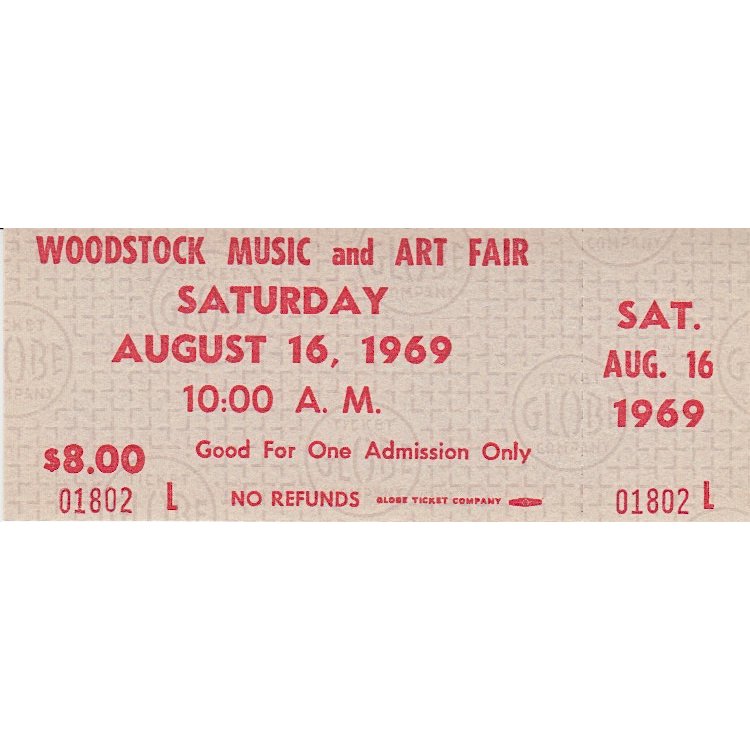 WOODSTOCK MUSIC and ART FAIR
SATURDAY
AUGUST 16, 1969
10:00 A. M.
Good For One Admission Only
$8.00
01802 L
NO REFUNDS GLOBE TICKET COMPANY
SAT.
AUG. 16
1969
01802 L